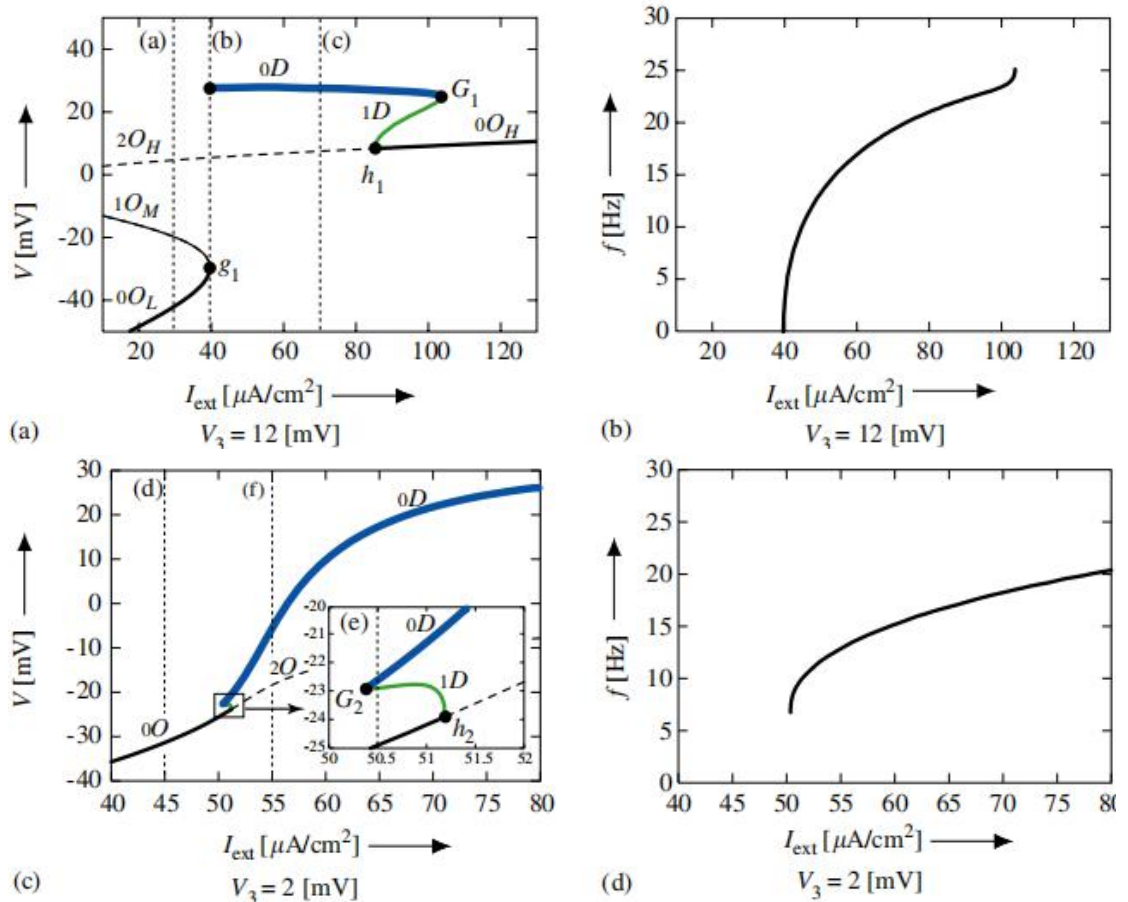 (a)
(b)
(c)
0D
G1
1D
0OH
2OH
h1
1OM
g1
0OL
V [mV]
40
20
0
-20
-40
20
40
60
80
100
120
Iext [μA/cm²]
(a)
V3 = 12 [mV]
f [Hz]
30
25
20
15
10
5
0
20
40
60
80
100
120
Iext [μA/cm²]
(b)
V3 = 12 [mV]
(d)
(f)
0D
2O
0O
V [mV]
30
20
10
0
-10
-20
-30
-40
40
45
50
55
60
65
70
75
80
(e)
0D
1D
G2
h2
-20
-21
-22
-23
-24
-25
50
50.5
51
51.5
52
Iext [μA/cm²]
(c)
V3 = 2 [mV]
f [Hz]
30
25
20
15
10
5
0
40
45
50
55
60
65
70
75
8
Iext [μA/cm²]
(d)
V3 = 2 [mV]